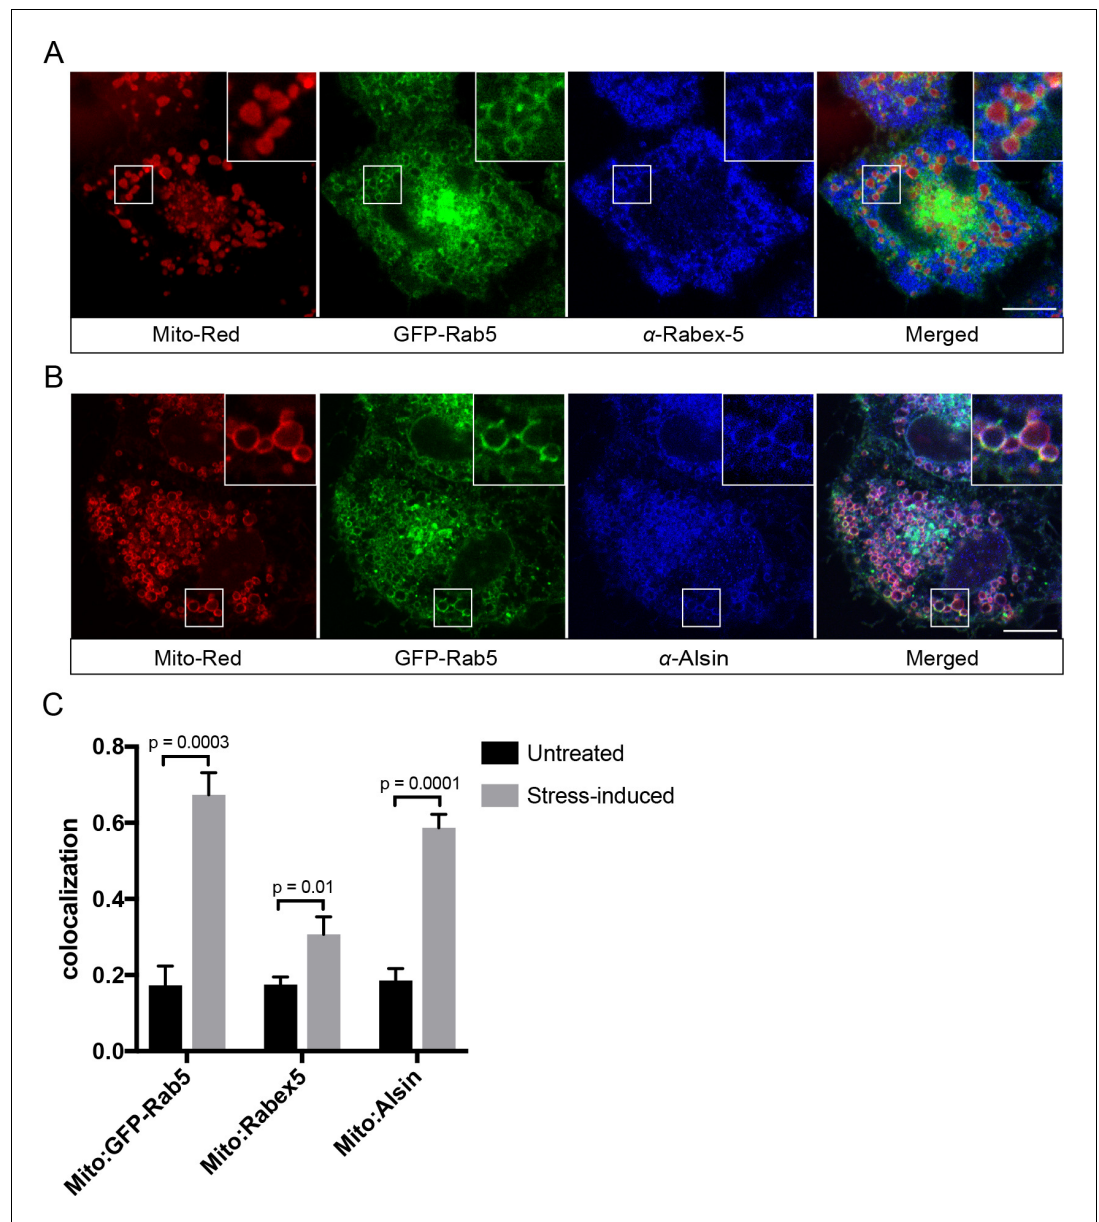 A
Mito-Red GFP-Rab5 α-Rabex-5 Merged
B
Mito-Red GFP-Rab5 α-Alsin Merged
C
Untreated
Stress-induced
p = 0.0003
p = 0.01
p = 0.0001
colocalization
0.8
0.6
0.4
0.2
0.0
Mito:GFP-Rab5
Mito:Rabex5
Mito:Alsin